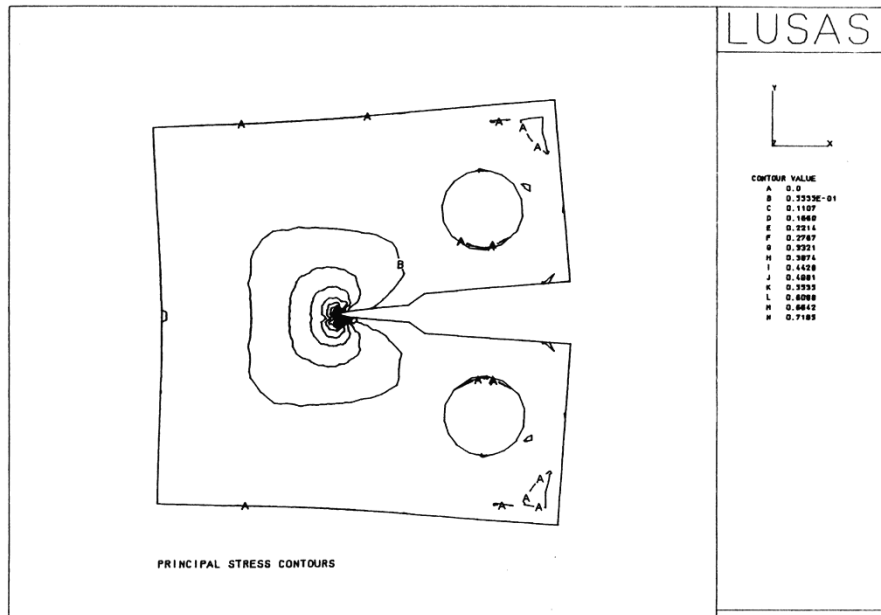 LUSAS
A A A
A
A
Y
Z X
A A
B
A A
A
A
A A A
CONTOUR VALUE
A 0.0
B 0.5535E-01
C 0.1107
D 0.1660
E 0.2214
F 0.2767
G 0.3321
H 0.3874
I 0.4428
J 0.4981
K 0.5535
L 0.6088
M 0.6642
N 0.7195
PRINCIPAL STRESS CONTOURS